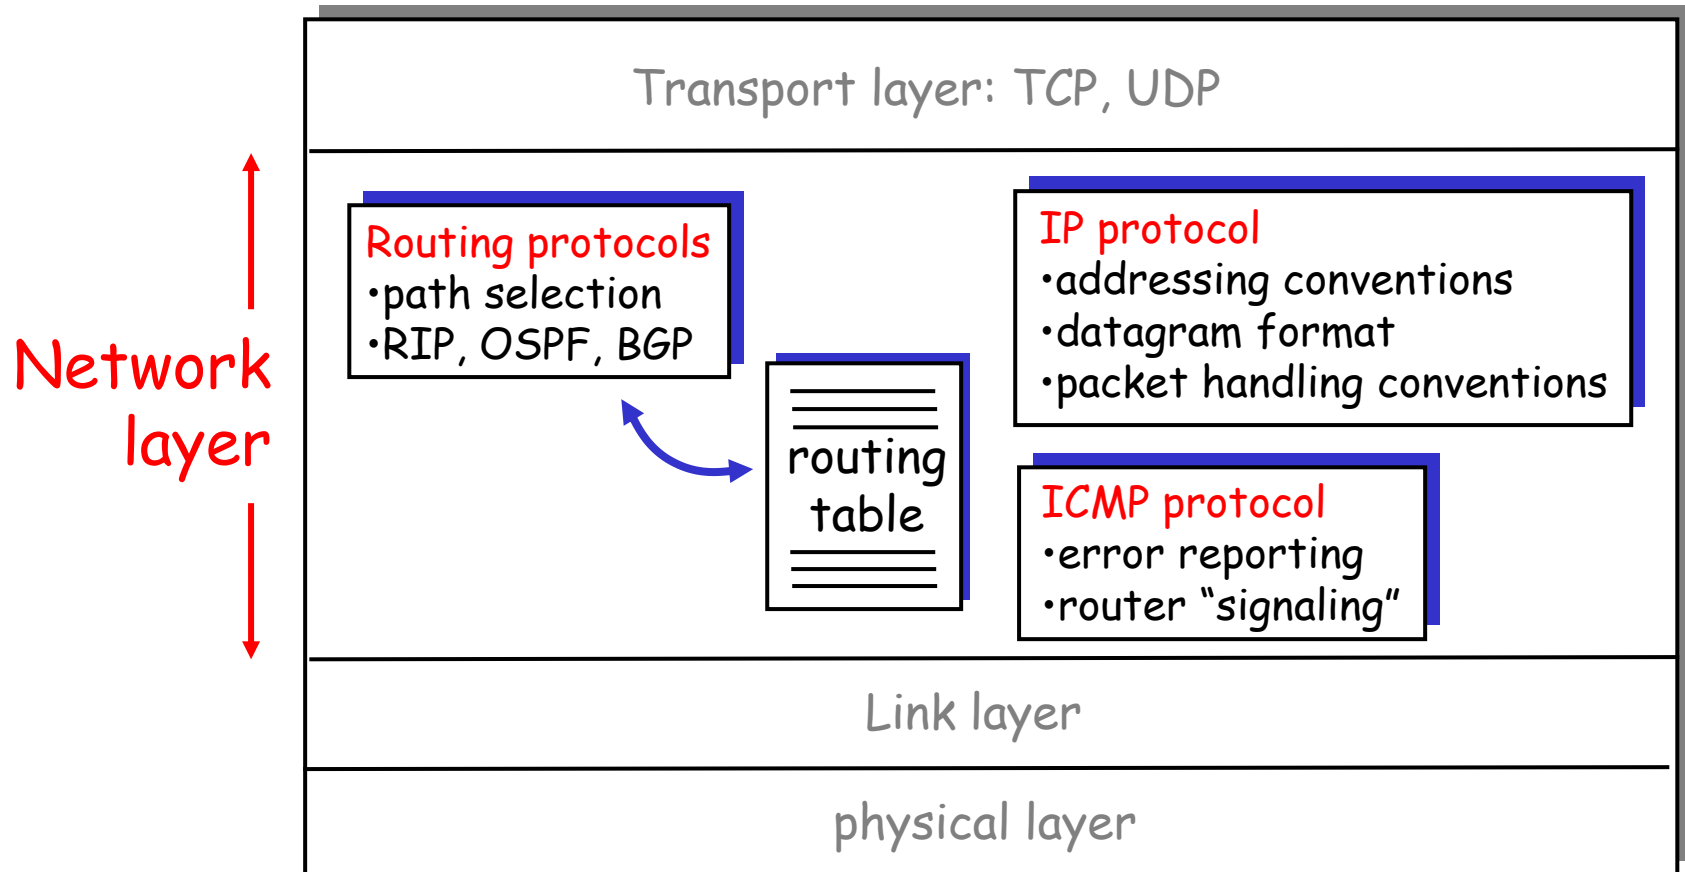 Transport layer: TCP, UDP
Network
layer
Routing protocols
•path selection
•RIP, OSPF, BGP
routing
table
IP protocol
•addressing conventions
•datagram format
•packet handling conventions
ICMP protocol
•error reporting
•router “signaling”
Link layer
physical layer